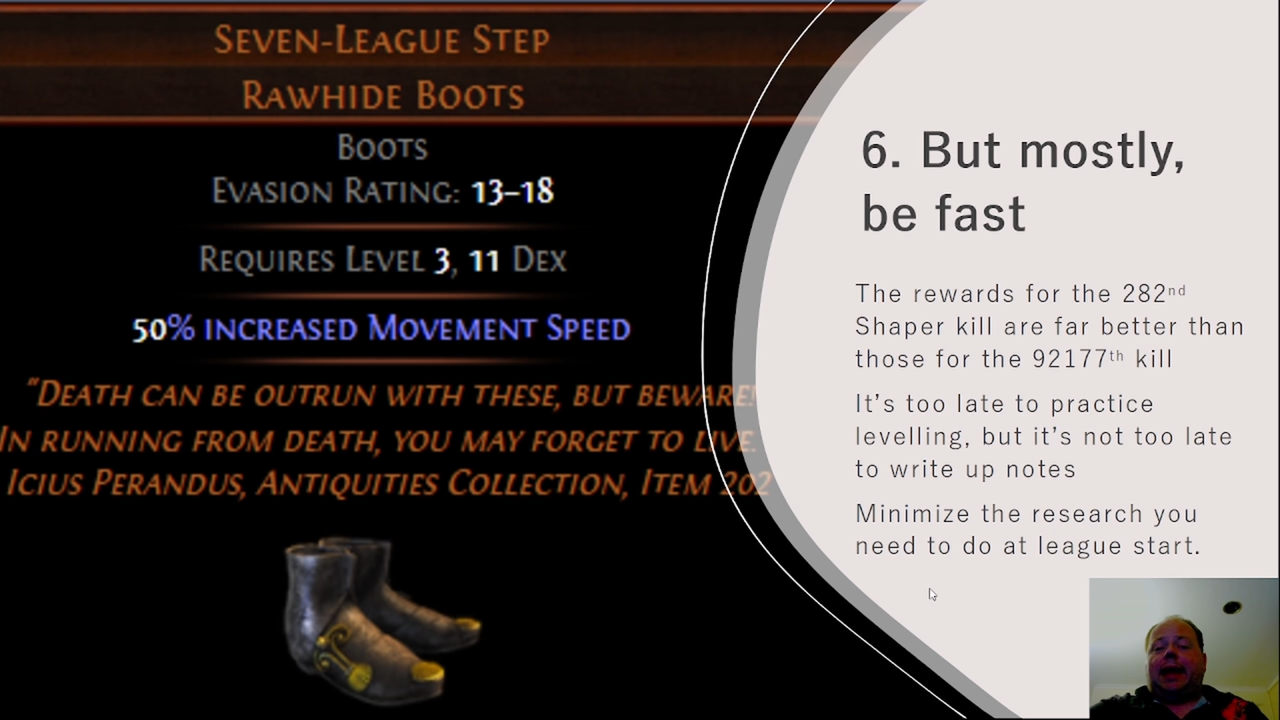 SEVEN-LEAGUE STEP
RAWHIDE BOOTS
BOOTS
EVASION RATING: 13–18
REQUIRES LEVEL 3, 11 DEX
50% INCREASED MOVEMENT SPEED
"DEATH CAN BE OUTRUN WITH THESE, BUT BEWARE!
IN RUNNING FROM DEATH, YOU MAY FORGET TO LIVE.
ICIUS PERANDUS, ANTIQUITIES COLLECTION, ITEM 202
6. But mostly,
be fast
The rewards for the 282nd
Shaper kill are far better than
those for the 92177th kill
It's too late to practice
levelling, but it's not too late
to write up notes
Minimize the research you
need to do at league start.